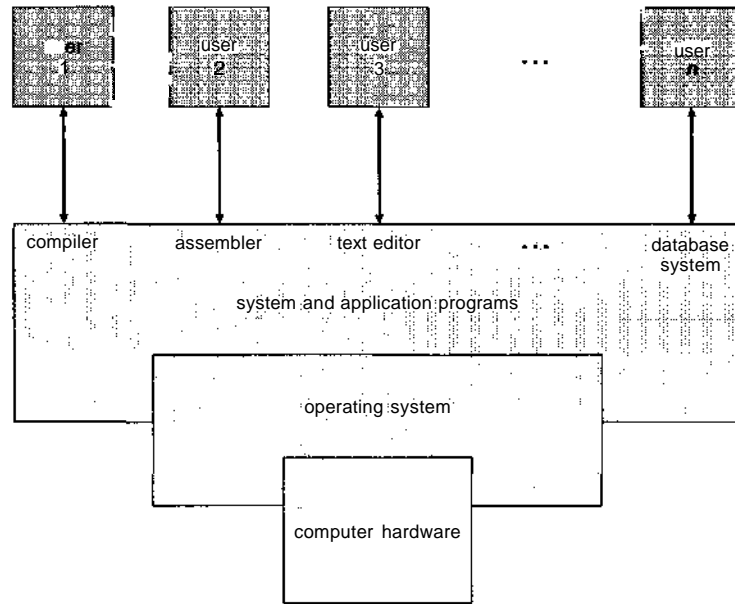 1
user
2
user
3
...
user
n
compiler
assembler
text editor
...
database
system
system and application programs
operating system
computer hardware